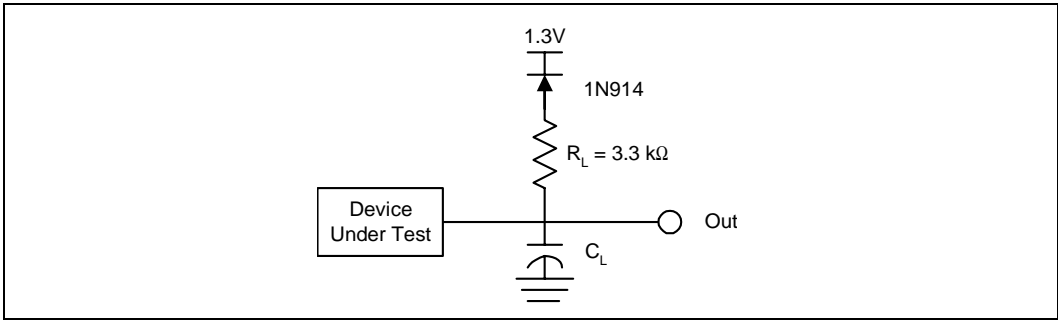 1.3V
1N914
R_L = 3.3 kΩ
Device
Under Test
Out
C_L